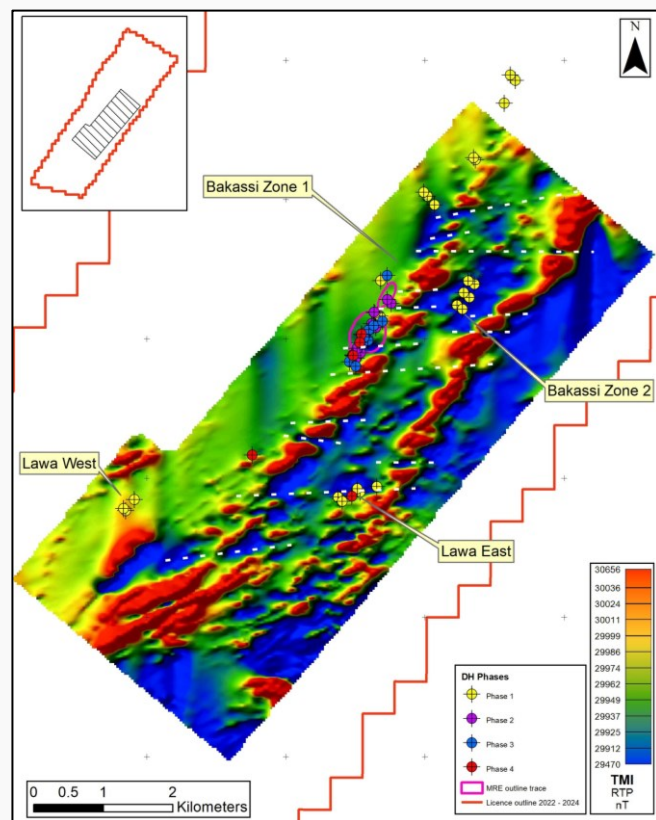 N
Bakassi Zone 1
Bakassi Zone 2
Lawa West
Lawa East
30656
30036
30024
30011
29999
29986
29974
29962
29949
29937
29925
29912
29470
TMI
RTP
nT
DH Phases
Phase 1
Phase 2
Phase 3
Phase 4
MRE outline trace
Licence outline 2022 - 2024
0 0.5 1 2
Kilometers